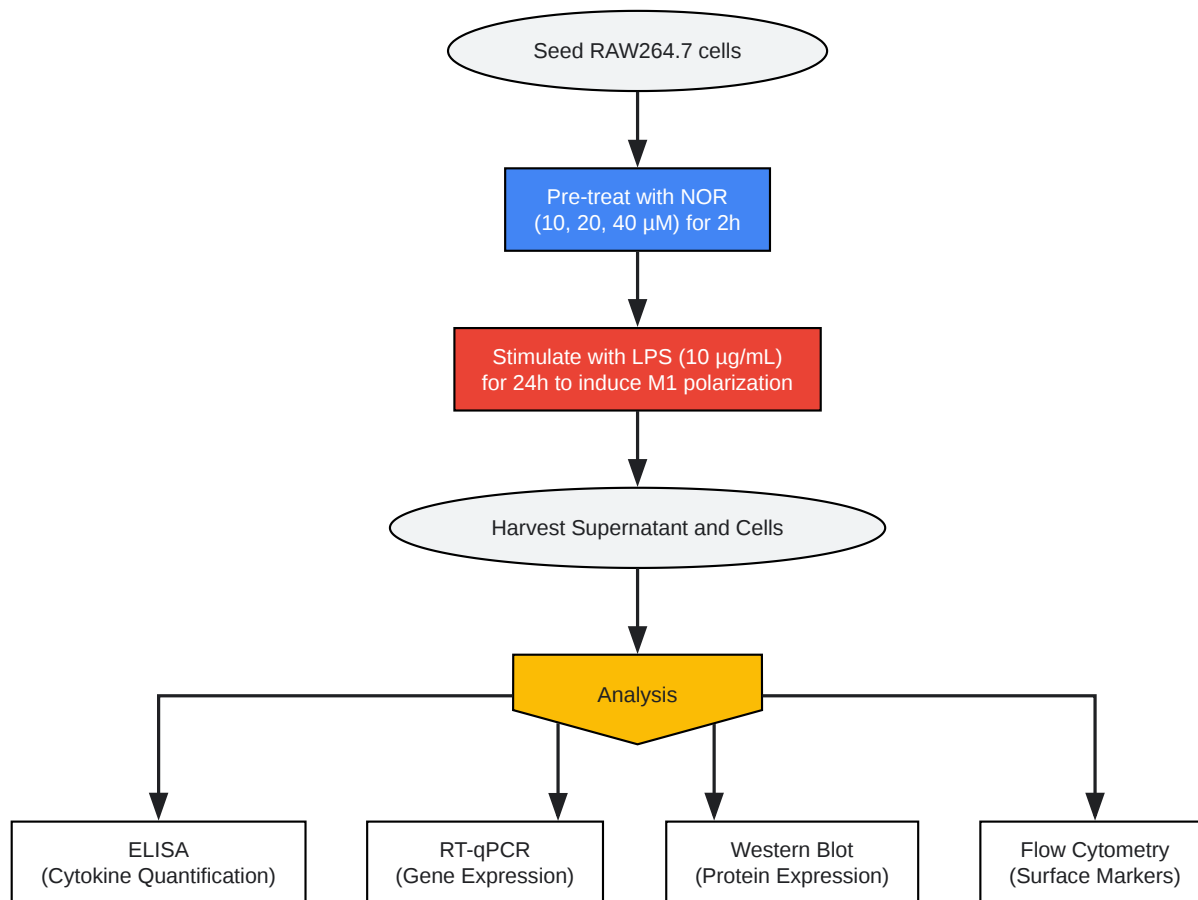 Seed RAW264.7 cells
Pre-treat with NOR
(10, 20, 40 µM) for 2h
Stimulate with LPS (10 µg/mL)
for 24h to induce M1 polarization
Harvest Supernatant and Cells
Analysis
ELISA
(Cytokine Quantification)
RT-qPCR
(Gene Expression)
Western Blot
(Protein Expression)
Flow Cytometry
(Surface Markers)